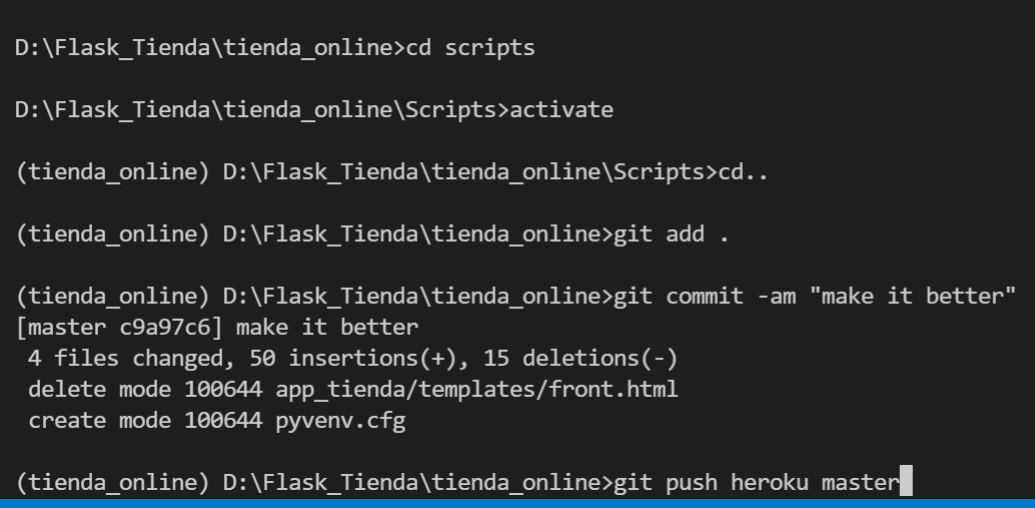 D:\Flask_Tienda\tienda_online>cd scripts
D:\Flask_Tienda\tienda_online\Scripts>activate
(tienda_online) D:\Flask_Tienda\tienda_online\Scripts>cd..
(tienda_online) D:\Flask_Tienda\tienda_online>git add .
(tienda_online) D:\Flask_Tienda\tienda_online>git commit -am "make it better"
[master c9a97c6] make it better
 4 files changed, 50 insertions(+), 15 deletions(-)
 delete mode 100644 app_tienda/templates/front.html
 create mode 100644 pyvenv.cfg
(tienda_online) D:\Flask_Tienda\tienda_online>git push heroku master